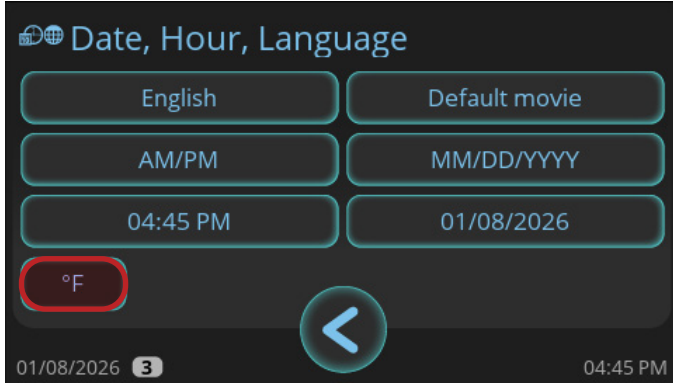 Date, Hour, Language
English
Default movie
AM/PM
MM/DD/YYYY
04:45 PM
01/08/2026
°F
01/08/2026 3
04:45 PM